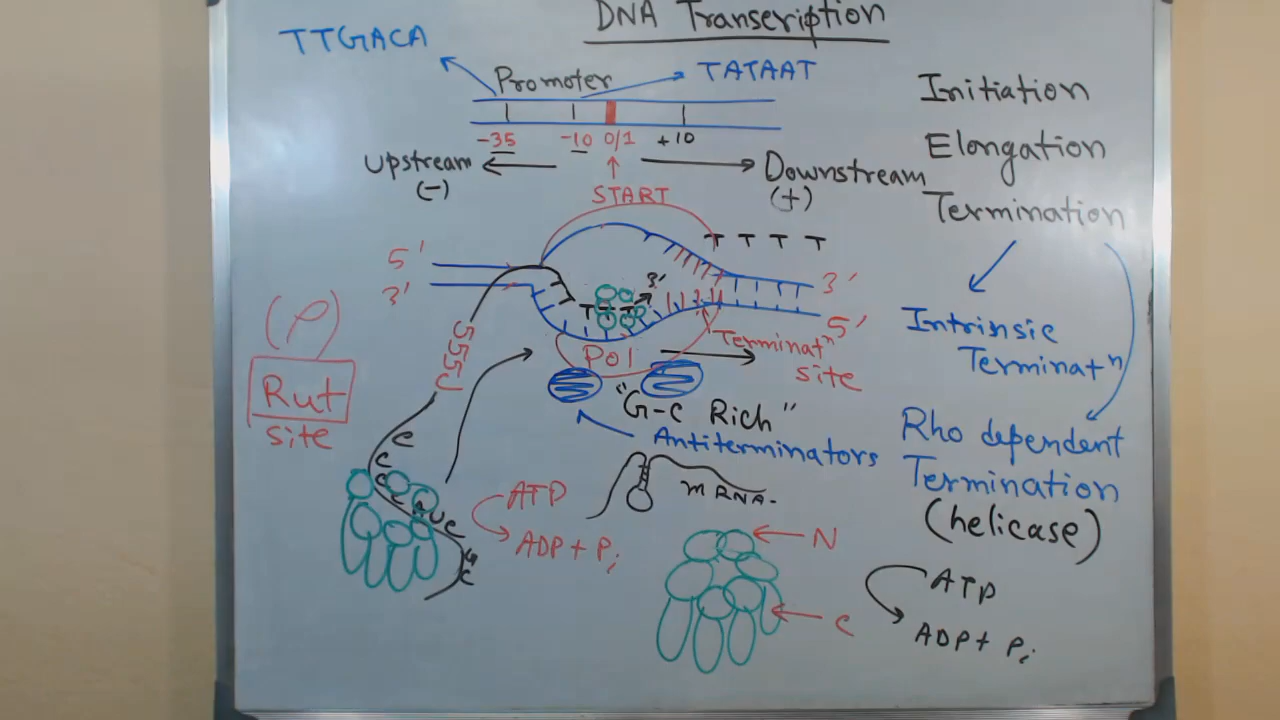 DNA Transcription
TTGACA
Promoter
TATAAT
-35
-10
0/1
+10
Upstream
(-)
Downstream
(+)
START
Initiation
Elongation
Termination
T T T T
5'
3'
3'
5'
3'
T T T
Pol
Terminatⁿ
site
"G-C Rich"
Antiterminators
Intrinsic
Terminatⁿ
Rho dependent
Termination
(helicase)
(ρ)
Rut
site
C
C
C
C
C U C
C
mRNA
ATP
ADP + Pi
N
C
ATP
ADP + Pi